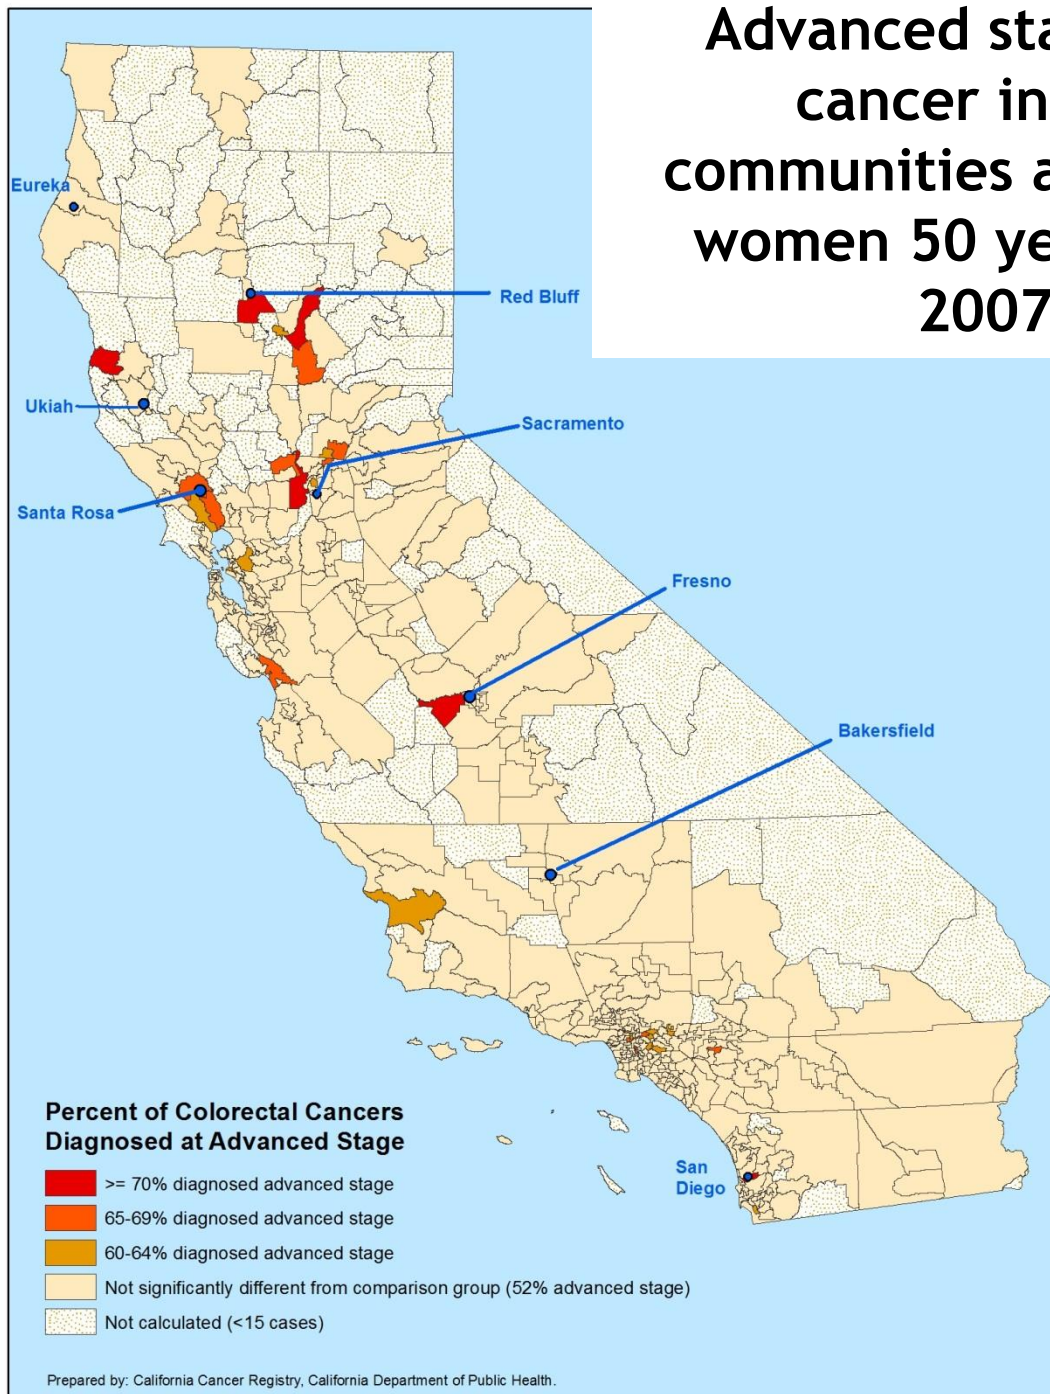 Advanced sta
cancer in
communities a
women 50 ye
2007
Eureka
Red Bluff
Ukiah
Sacramento
Santa Rosa
Fresno
Bakersfield
San
Diego
Percent of Colorectal Cancers
Diagnosed at Advanced Stage
>= 70% diagnosed advanced stage
65-69% diagnosed advanced stage
60-64% diagnosed advanced stage
Not significantly different from comparison group (52% advanced stage)
Not calculated (<15 cases)
Prepared by: California Cancer Registry, California Department of Public Health.